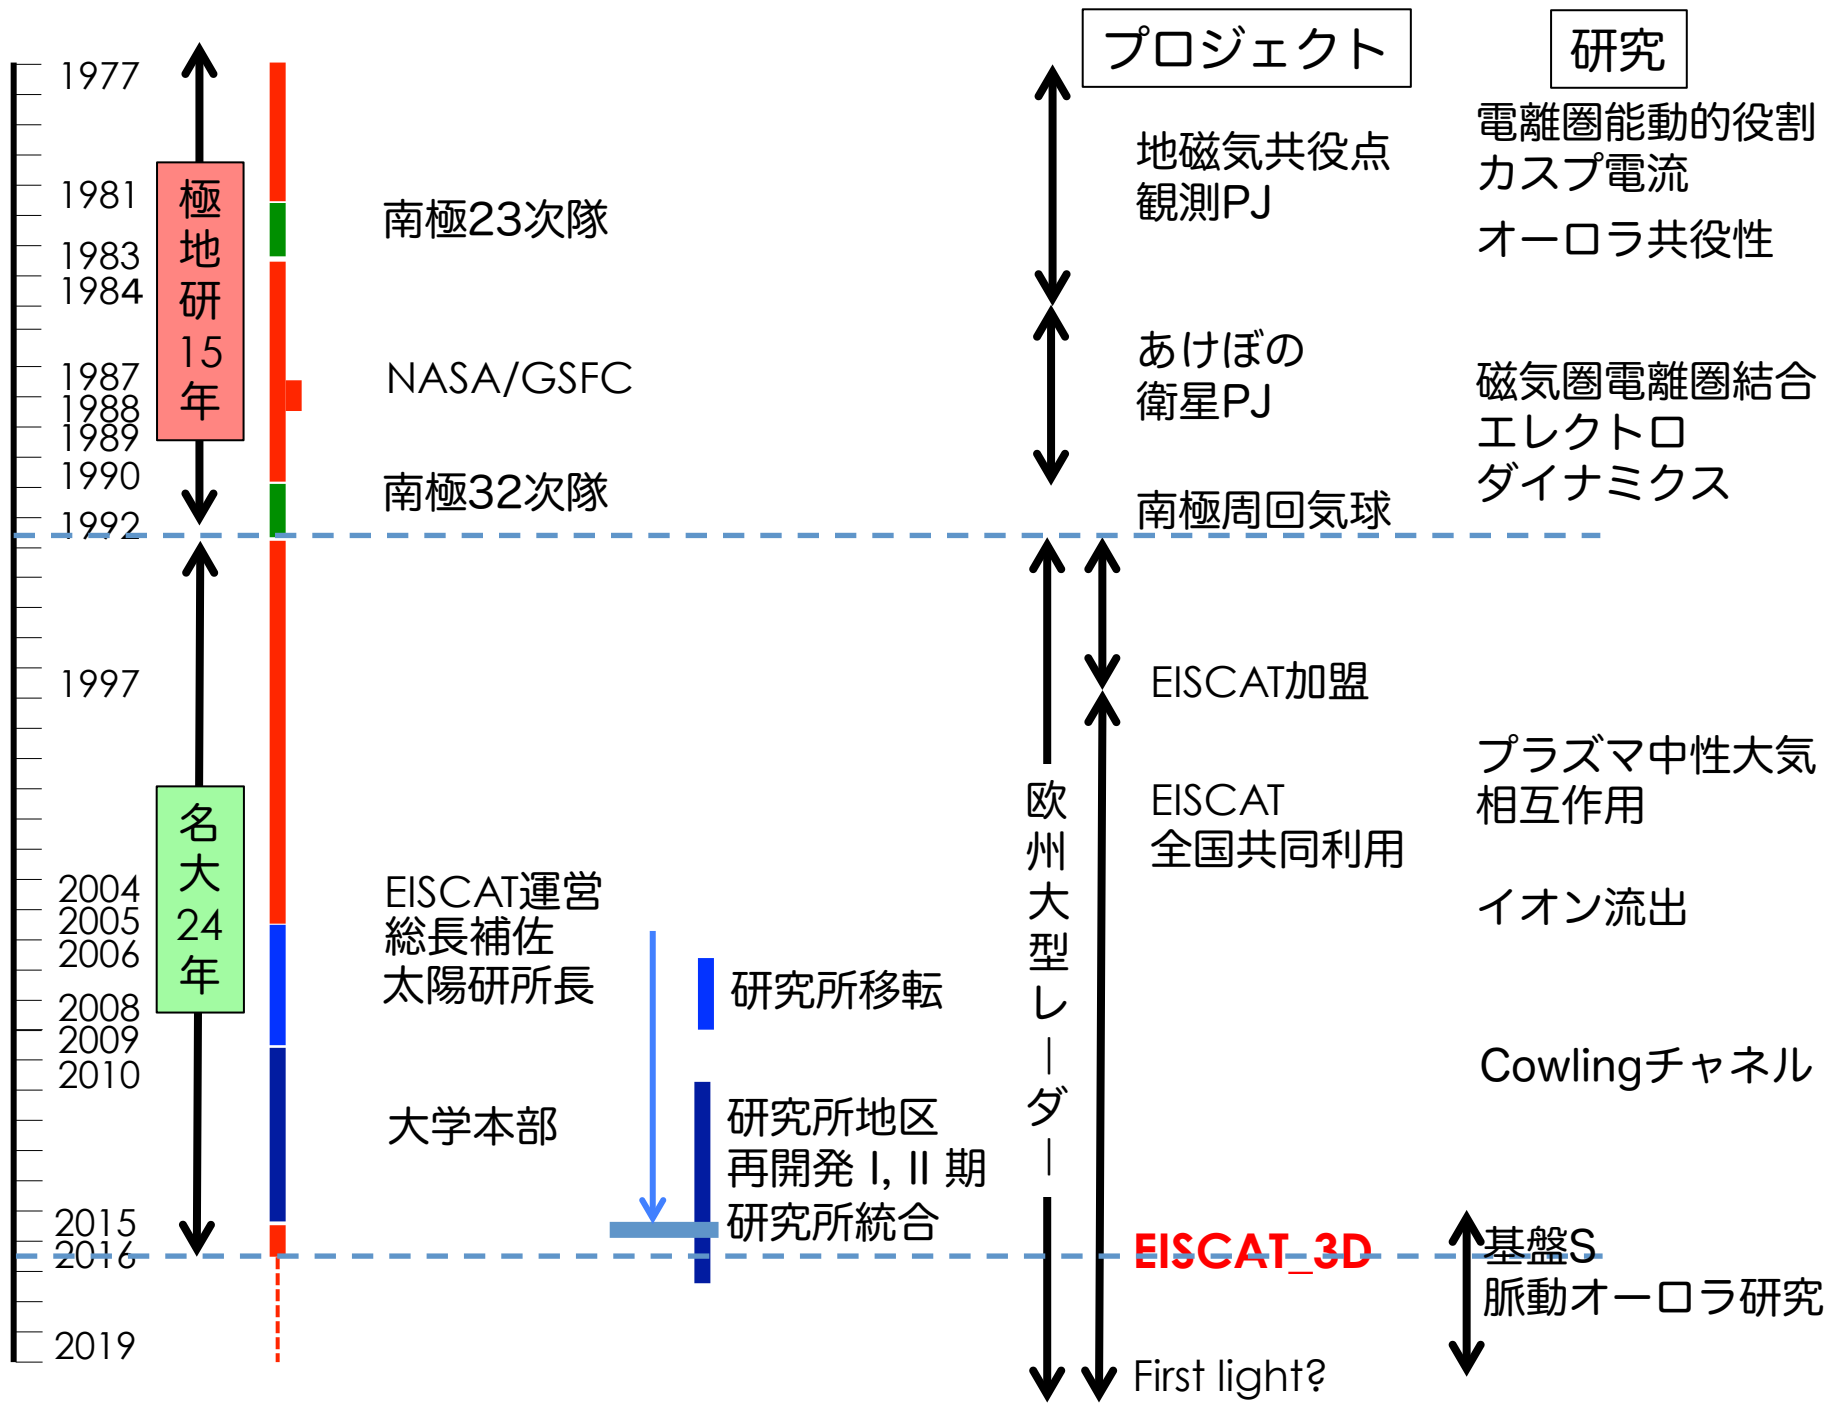 プロジェクト
研究
1977
1981
1983
1984
1987
1988
1989
1990
1992
1997
2004
2005
2006
2008
2009
2010
2015
2016
2019
極地研15年
名大24年
南極23次隊
NASA/GSFC
南極32次隊
EISCAT運営
総長補佐
太陽研所長
大学本部
研究所移転
研究所地区
再開発 I, II 期
研究所統合
欧州大型レーダー
地磁気共役点
観測PJ
あけぼの
衛星PJ
南極周回気球
EISCAT加盟
EISCAT
全国共同利用
EISCAT_3D
First light?
電離圏能動的役割
カスプ電流
オーロラ共役性
磁気圏電離圏結合
エレクトロ
ダイナミクス
プラズマ中性大気
相互作用
イオン流出
Cowlingチャネル
基盤S
脈動オーロラ研究